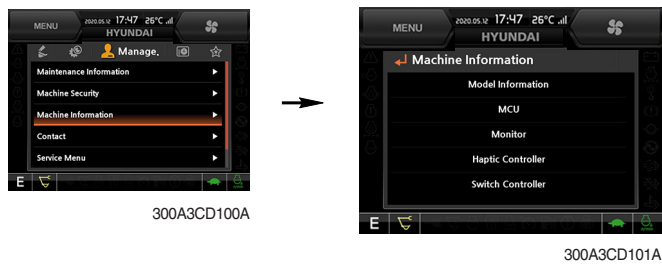 MENU
2020.05.12 17:47 26°C
HYUNDAI
Manage.
Maintenance Information
Machine Security
Machine Information
Contact
Service Menu
E
300A3CD100A
MENU
2020.05.12 17:47 26°C
HYUNDAI
Machine Information
Model Information
MCU
Monitor
Haptic Controller
Switch Controller
E
300A3CD101A